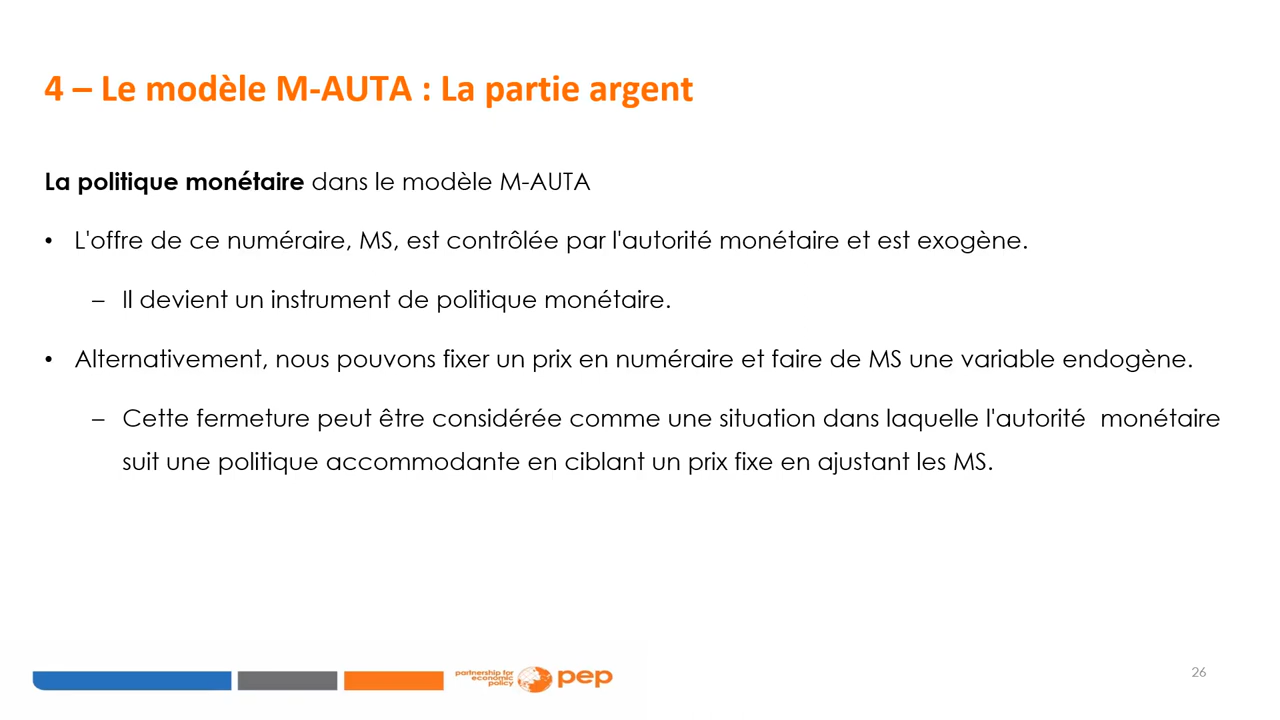 4 – Le modèle M-AUTA : La partie argent
La politique monétaire dans le modèle M-AUTA
• L'offre de ce numéraire, MS, est contrôlée par l'autorité monétaire et est exogène.
– Il devient un instrument de politique monétaire.
• Alternativement, nous pouvons fixer un prix en numéraire et faire de MS une variable endogène.
– Cette fermeture peut être considérée comme une situation dans laquelle l'autorité monétaire
suit une politique accommodante en ciblant un prix fixe en ajustant les MS.
partnership for
economic
policy
pep
26